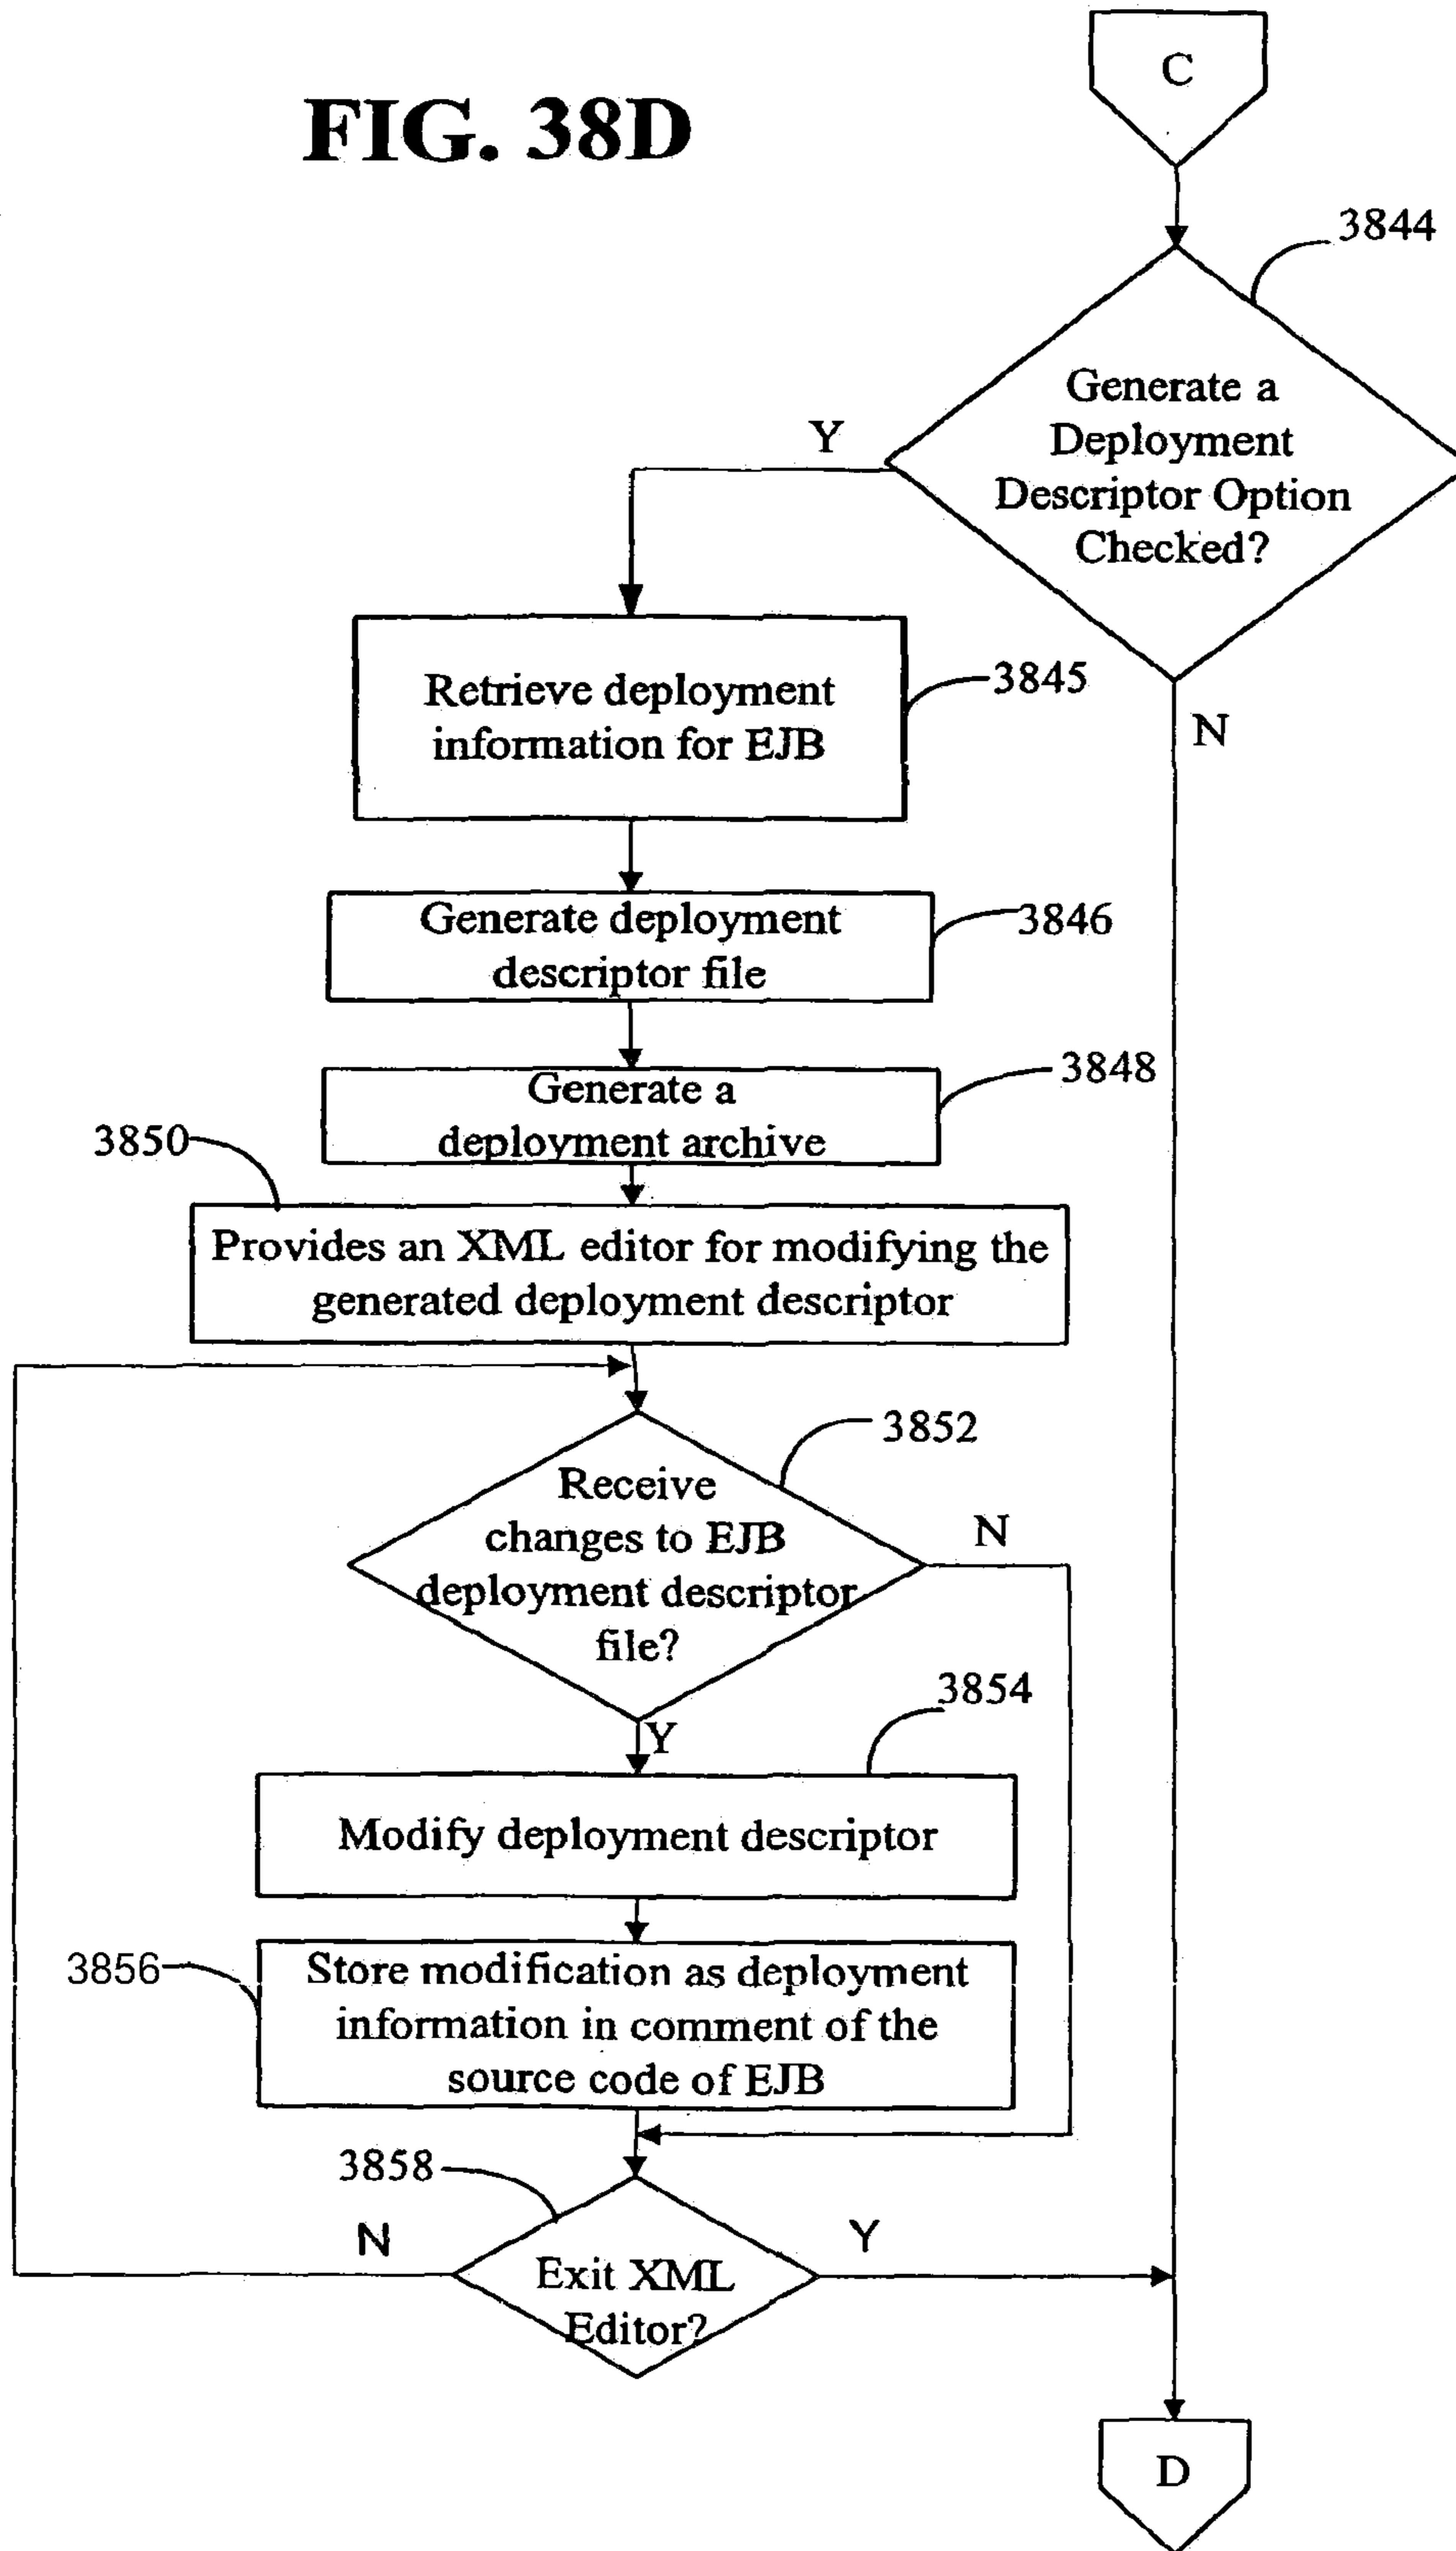 FIG. 38D
C
3844
Generate a
Deployment
Descriptor Option
Checked?
Y
N
Retrieve deployment
information for EJB
3845
Generate deployment
descriptor file
3846
Generate a
deployment archive
3848
3850
Provides an XML editor for modifying the
generated deployment descriptor
3852
Receive
changes to EJB
deployment descriptor
file?
N
Y
3854
Modify deployment descriptor
3856
Store modification as deployment
information in comment of the
source code of EJB
3858
N
Y
Exit XML
Editor?
D